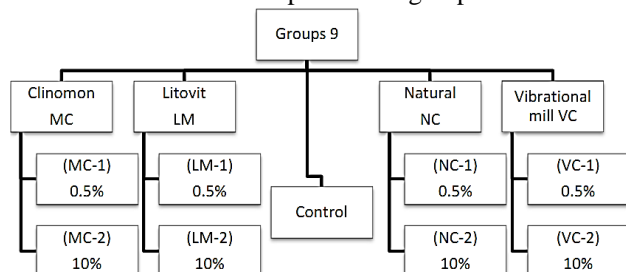 Groups 9
Clinomon
MC
Litovit
LM
Natural
NC
Vibrational
mill VC
(MC-1)
0.5%
(LM-1)
0.5%
(NC-1)
0.5%
(VC-1)
0.5%
Control
(MC-2)
10%
(LM-2)
10%
(NC-2)
10%
(VC-2)
10%